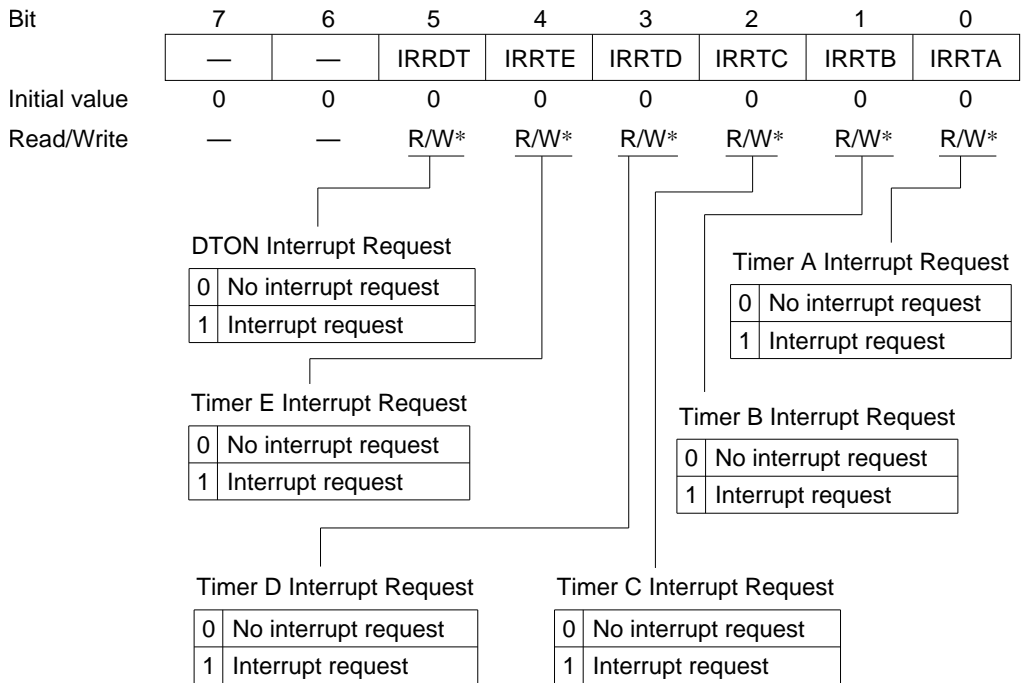 Bit 7 6 5 4 3 2 1 0
— — IRRDT IRRTE IRRTD IRRTC IRRTB IRRTA
Initial value 0 0 0 0 0 0 0 0
Read/Write — — R/W* R/W* R/W* R/W* R/W* R/W*
DTON Interrupt Request
0 No interrupt request
1 Interrupt request
Timer A Interrupt Request
0 No interrupt request
1 Interrupt request
Timer E Interrupt Request
0 No interrupt request
1 Interrupt request
Timer B Interrupt Request
0 No interrupt request
1 Interrupt request
Timer D Interrupt Request
0 No interrupt request
1 Interrupt request
Timer C Interrupt Request
0 No interrupt request
1 Interrupt request